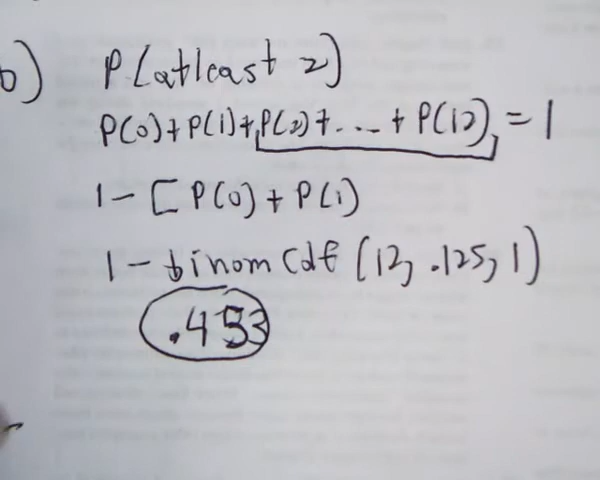 b) P(atleast 2)
P(0)+P(1)+P(2)+...+P(12) = 1
1-[P(0)+P(1)
1-binomcdf(12, .125, 1)
.453